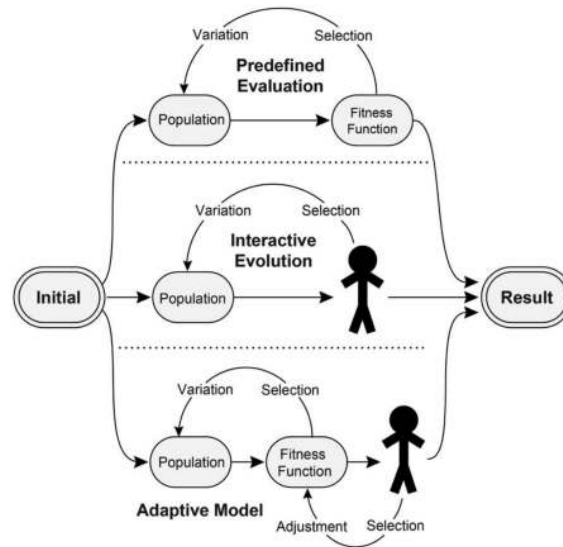 Variation Selection
Predefined
Evaluation
Population
Fitness
Function
Variation Selection
Interactive
Evolution
Initial
Population
Result
Variation Selection
Population
Fitness
Function
Adaptive Model
Adjustment Selection